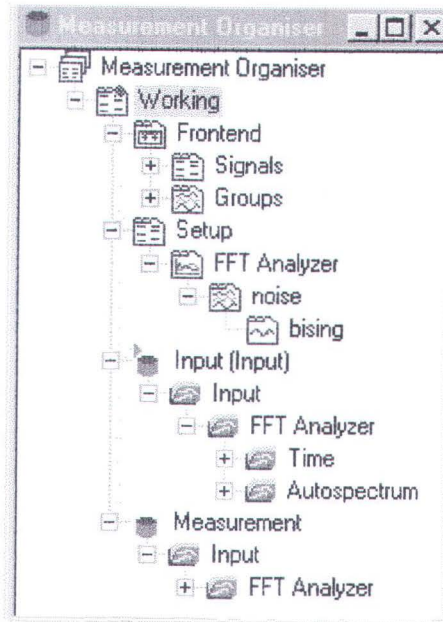 Measurement Organiser
Measurement Organiser
Working
Frontend
Signals
Groups
Setup
FFT Analyzer
noise
bising
Input (Input)
Input
FFT Analyzer
Time
Autospectrum
Measurement
Input
FFT Analyzer